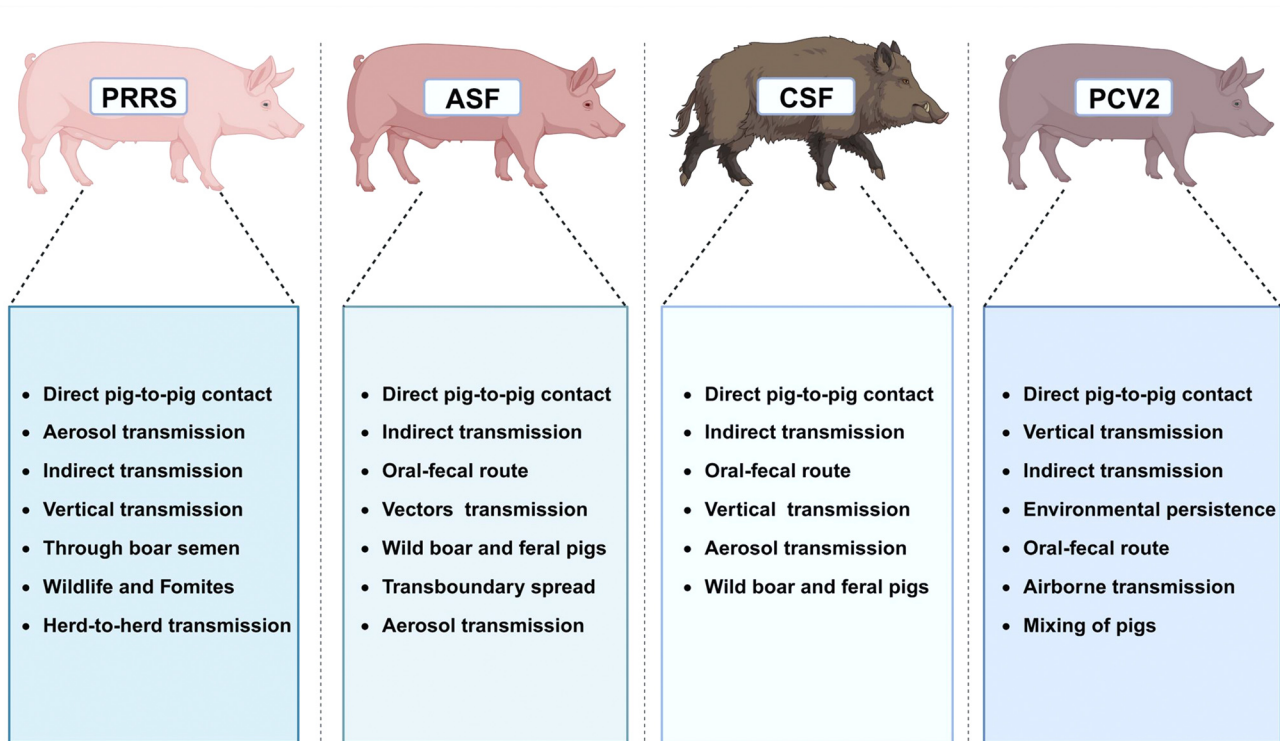 PRRS
• Direct pig-to-pig contact
• Aerosol transmission
• Indirect transmission
• Vertical transmission
• Through boar semen
• Wildlife and Fomites
• Herd-to-herd transmission
ASF
• Direct pig-to-pig contact
• Indirect transmission
• Oral-fecal route
• Vectors  transmission
• Wild boar and feral pigs
• Transboundary spread
• Aerosol transmission
CSF
• Direct pig-to-pig contact
• Indirect transmission
• Oral-fecal route
• Vertical  transmission
• Aerosol transmission
• Wild boar and feral pigs
PCV2
• Direct pig-to-pig contact
• Vertical transmission
• Indirect transmission
• Environmental persistence
• Oral-fecal route
• Airborne transmission
• Mixing of pigs